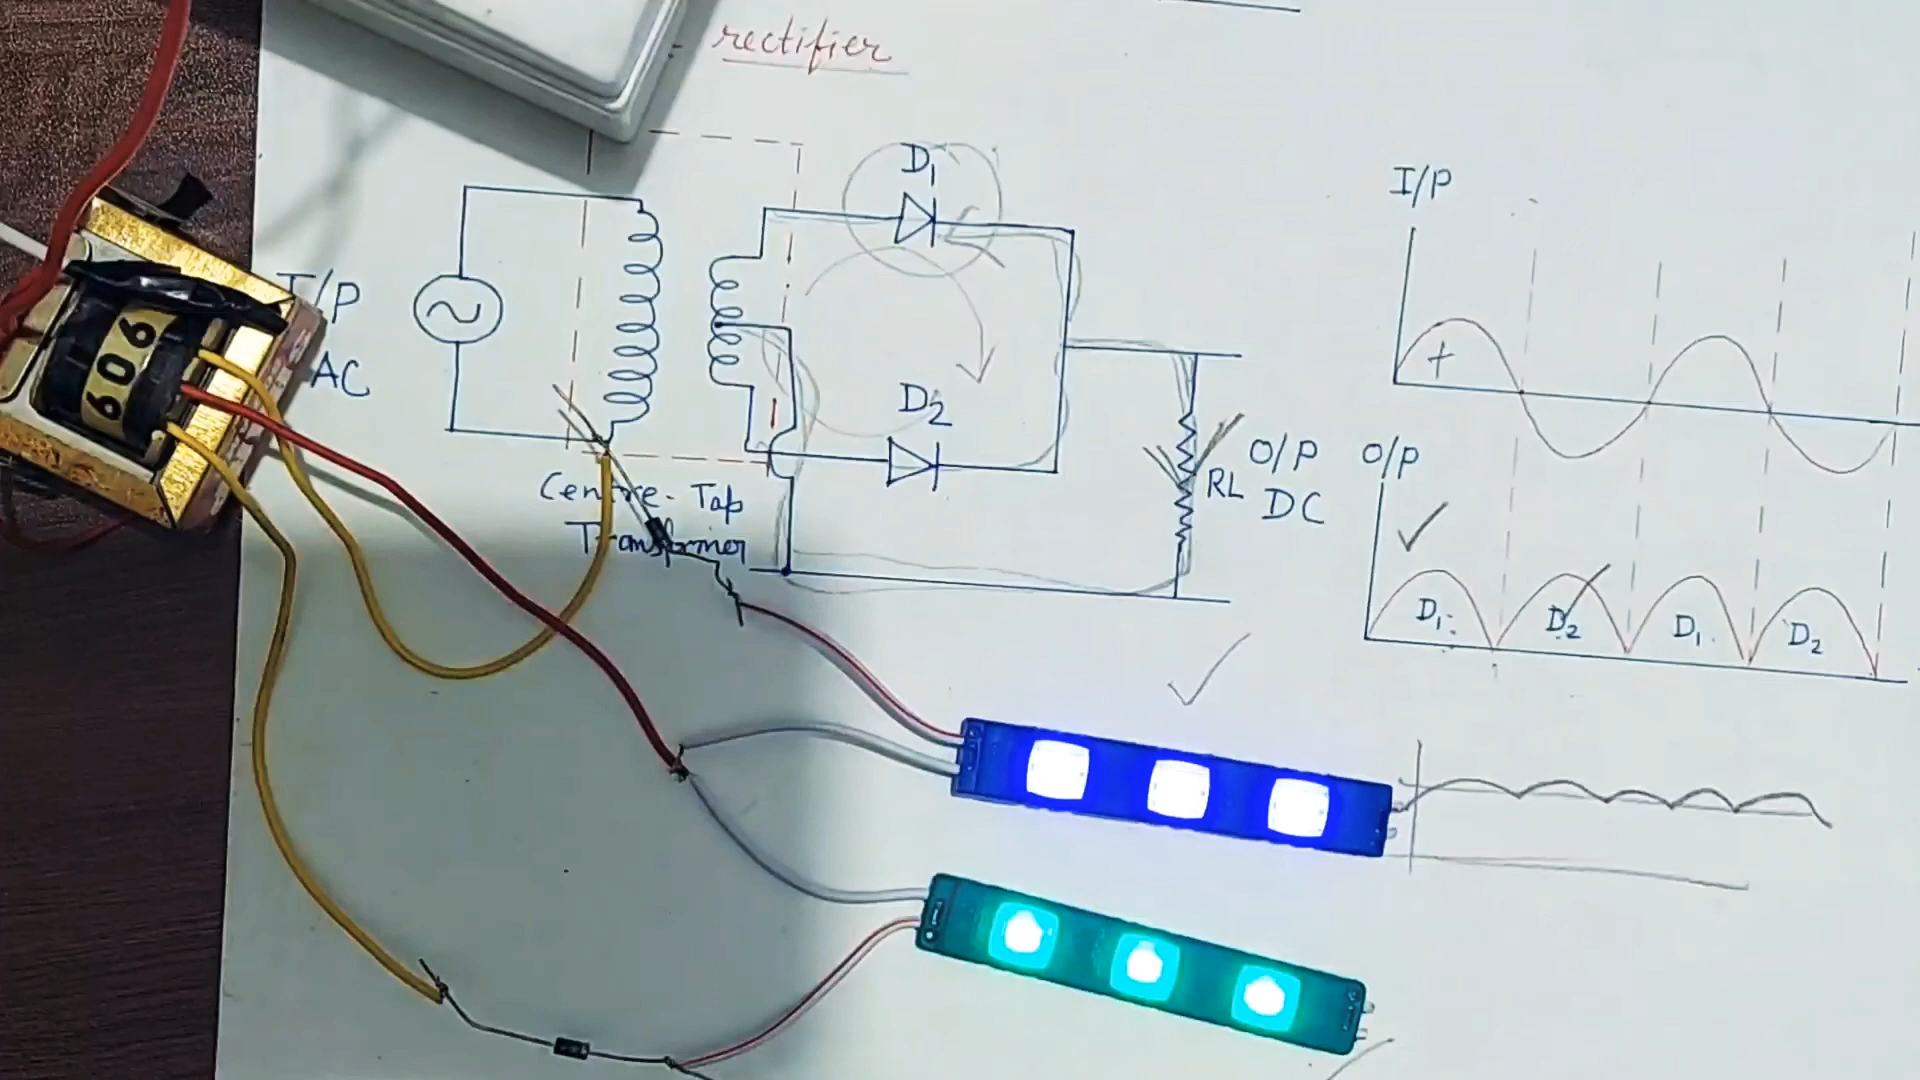 rectifier
D₁
I/P
I/P
AC
+
D₂
O/P
DC
RL
O/P
Centre-Tap
Transformer
D₁
D₂
D₁
D₂
606